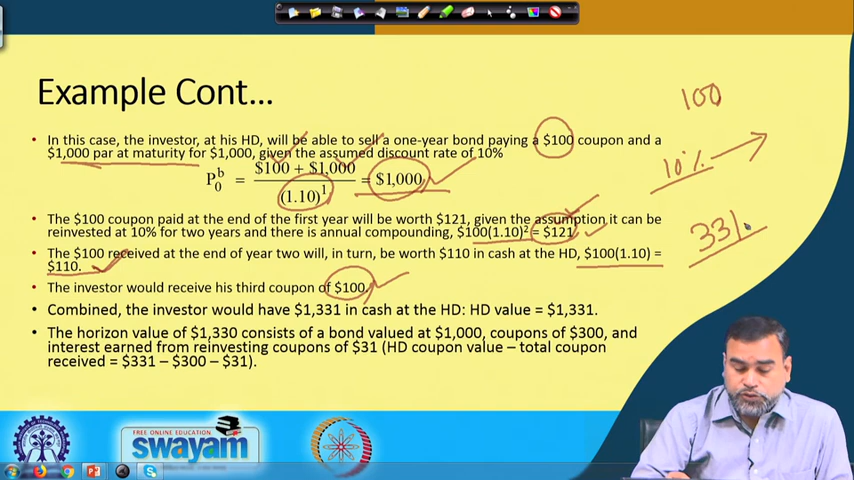 Example Cont...
• In this case, the investor, at his HD, will be able to sell a one-year bond paying a $100 coupon and a
$1,000 par at maturity for $1,000, given the assumed discount rate of 10%
P₀ᵇ = ($100 + $1,000) / (1.10)¹ = $1,000
• The $100 coupon paid at the end of the first year will be worth $121, given the assumption it can be
reinvested at 10% for two years and there is annual compounding, $100(1.10)² = $121
• The $100 received at the end of year two will, in turn, be worth $110 in cash at the HD, $100(1.10) =
$110.
• The investor would receive his third coupon of $100.
• Combined, the investor would have $1,331 in cash at the HD: HD value = $1,331.
• The horizon value of $1,330 consists of a bond valued at $1,000, coupons of $300, and
interest earned from reinvesting coupons of $31 (HD coupon value – total coupon
received = $331 – $300 – $31).
100
10%
FREE ONLINE EDUCATION
swayam